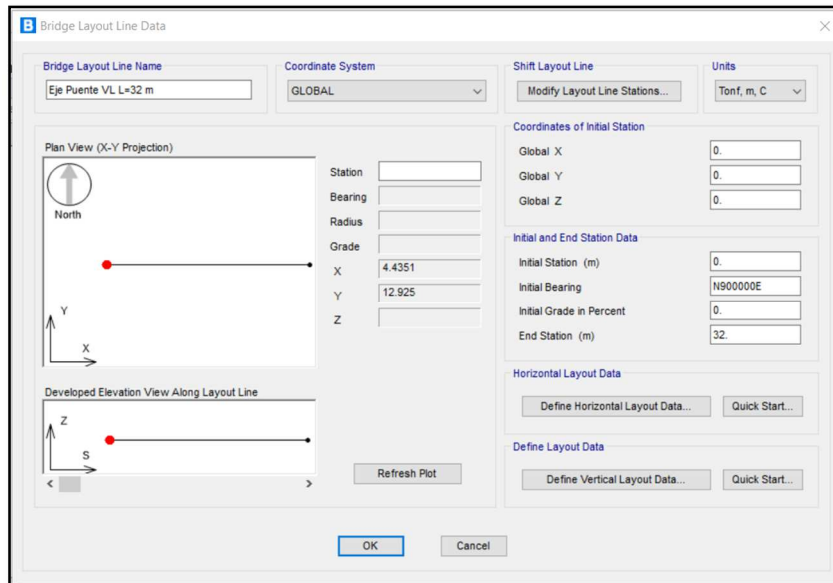 B Bridge Layout Line Data
Bridge Layout Line Name
Eje Puente VL L=32 m
Coordinate System
GLOBAL
Shift Layout Line
Modify Layout Line Stations...
Units
Tonf, m, C
Plan View (X-Y Projection)
North
Y
X
Station
Bearing
Radius
Grade
X 4.4351
Y 12.925
Z
Developed Elevation View Along Layout Line
Z
S
Refresh Plot
Coordinates of Initial Station
Global X 0.
Global Y 0.
Global Z 0.
Initial and End Station Data
Initial Station (m) 0.
Initial Bearing N900000E
Initial Grade in Percent 0.
End Station (m) 32.
Horizontal Layout Data
Define Horizontal Layout Data... Quick Start...
Define Layout Data
Define Vertical Layout Data... Quick Start...
OK Cancel